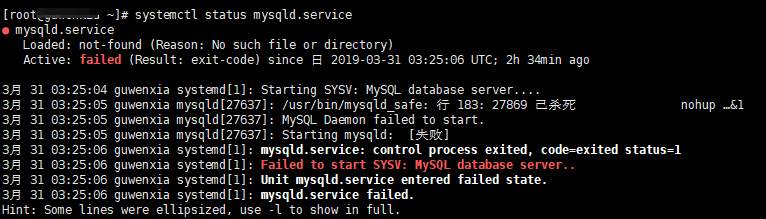 [root@ ~]# systemctl status mysqld.service
● mysqld.service
Loaded: not-found (Reason: No such file or directory)
Active: failed (Result: exit-code) since 日 2019-03-31 03:25:06 UTC; 2h 34min ago
3月 31 03:25:04 guwenxia systemd[1]: Starting SYSV: MySQL database server....
3月 31 03:25:05 guwenxia mysqld[27637]: /usr/bin/mysqld_safe: 行 183: 27869 已杀死 nohup …&1
3月 31 03:25:05 guwenxia mysqld[27637]: MySQL Daemon failed to start.
3月 31 03:25:05 guwenxia mysqld[27637]: Starting mysqld: [失败]
3月 31 03:25:06 guwenxia systemd[1]: mysqld.service: control process exited, code=exited status=1
3月 31 03:25:06 guwenxia systemd[1]: Failed to start SYSV: MySQL database server..
3月 31 03:25:06 guwenxia systemd[1]: Unit mysqld.service entered failed state.
3月 31 03:25:06 guwenxia systemd[1]: mysqld.service failed.
Hint: Some lines were ellipsized, use -l to show in full.